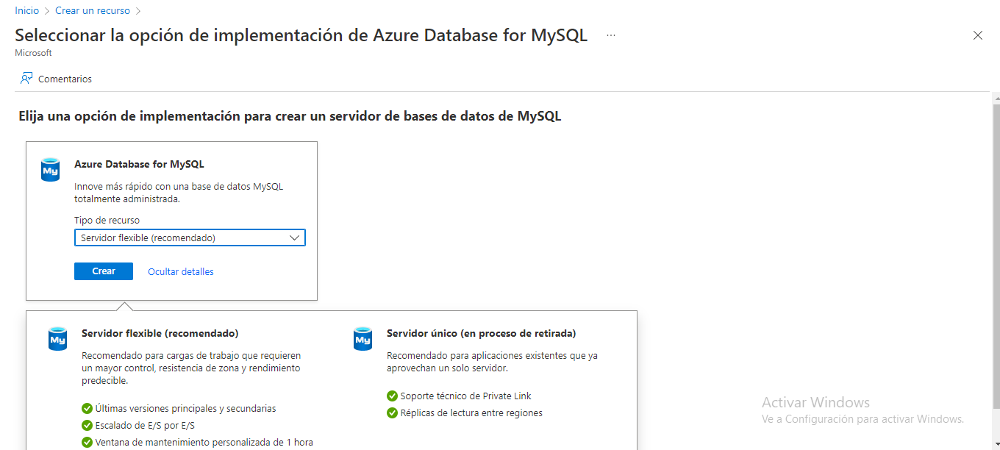 Inicio > Crear un recurso >
Seleccionar la opción de implementación de Azure Database for MySQL ...
Microsoft
Comentarios
Elija una opción de implementación para crear un servidor de bases de datos de MySQL
My
Azure Database for MySQL
Innove más rápido con una base de datos MySQL
totalmente administrada.
Tipo de recurso
Servidor flexible (recomendado)
Crear
Ocultar detalles
My
Servidor flexible (recomendado)
Recomendado para cargas de trabajo que requieren
un mayor control, resistencia de zona y rendimiento
predecible.
Últimas versiones principales y secundarias
Escalado de E/S por E/S
Ventana de mantenimiento personalizada de 1 hora
My
Servidor único (en proceso de retirada)
Recomendado para aplicaciones existentes que ya
aprovechan un solo servidor.
Soporte técnico de Private Link
Réplicas de lectura entre regiones
Activar Windows
Ve a Configuración para activar Windows.